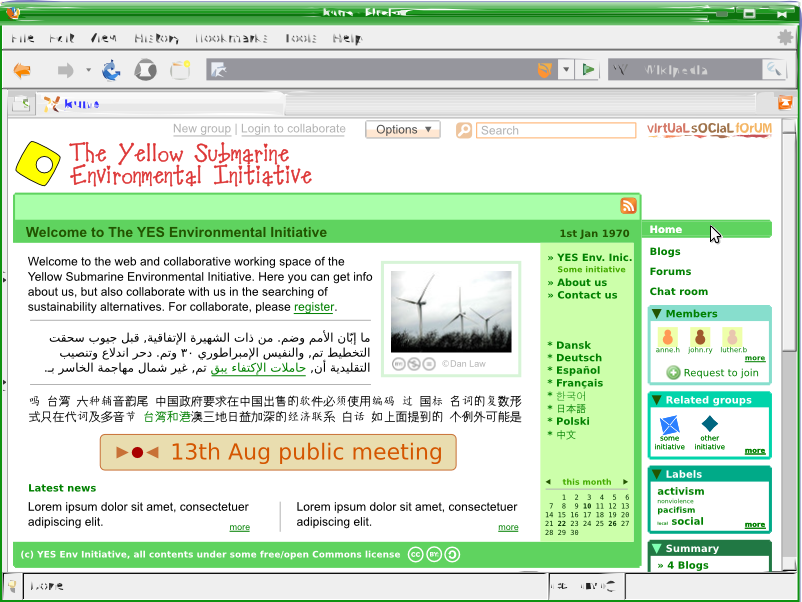 kune
Wikipedia
kune
New group | Login to collaborate
Options ▼
Search
virtUaL sOCIaL fOrUM
The Yellow Submarine
Environmental Initiative
Welcome to The YES Environmental Initiative
1st Jan 1970
Welcome to the web and collaborative working space of the
Yellow Submarine Environmental Initiative. Here you can get info
about us, but also collaborate with us in the searching of
sustainability alternatives. For collaborate, please register.
© Dan Law
ما إبّان الأمم وضم. من ذات الشهيرة الإتفاقية, قبل جيوب سحقت
التخطيط تم, والنفيس الإمبراطوري ٣٠ وتم. دحر اندلاع وتنصيب
التقليدية أن, حاملات الإكتفاء يبق تم, غير شمال مهاجمة الخاسر بـ.
吗 台湾 六种辅音韵尾 中国政府要求在中国出售的软件必须使用编码 过 国标 名词的复数形
式只在代词及多音节 台湾和港澳三地日益加深的经济联系 白话 如上面提到的 个例外可能是
13th Aug public meeting
Latest news
Lorem ipsum dolor sit amet, consectetuer
adipiscing elit.
more
Lorem ipsum dolor sit amet, consectetuer
adipiscing elit.
more
(c) YES Env Initiative, all contents under some free/open Commons license
» YES Env. Inic.
Some initiative
» About us
» Contact us
* Dansk
* Deutsch
* Español
* Français
* 한국어
* 日本語
* Polski
* 中文
◄ this month ►
1 2 3 4 5 6
7 8 9 10 11 12 13
14 15 16 17 18 19 20
21 22 23 24 25 26 27
28 29 30
Home
Blogs
Forums
Chat room
▼ Members
anne.h john.ry luther.b
more
Request to join
▼ Related groups
some
initiative
other
initiative
more
▼ Labels
activism
nonviolence
pacifism
local social
more
▼ Summary
» 4 Blogs